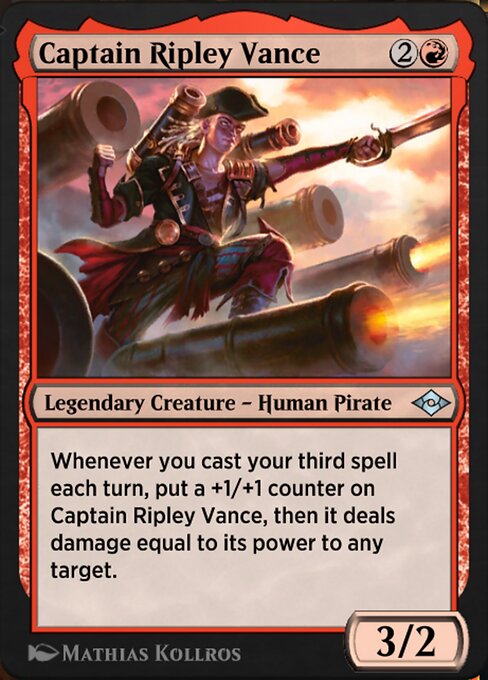 Captain Ripley Vance 2
Legendary Creature – Human Pirate
Whenever you cast your third spell
each turn, put a +1/+1 counter on
Captain Ripley Vance, then it deals
damage equal to its power to any
target.
3/2
Mathias Kollros